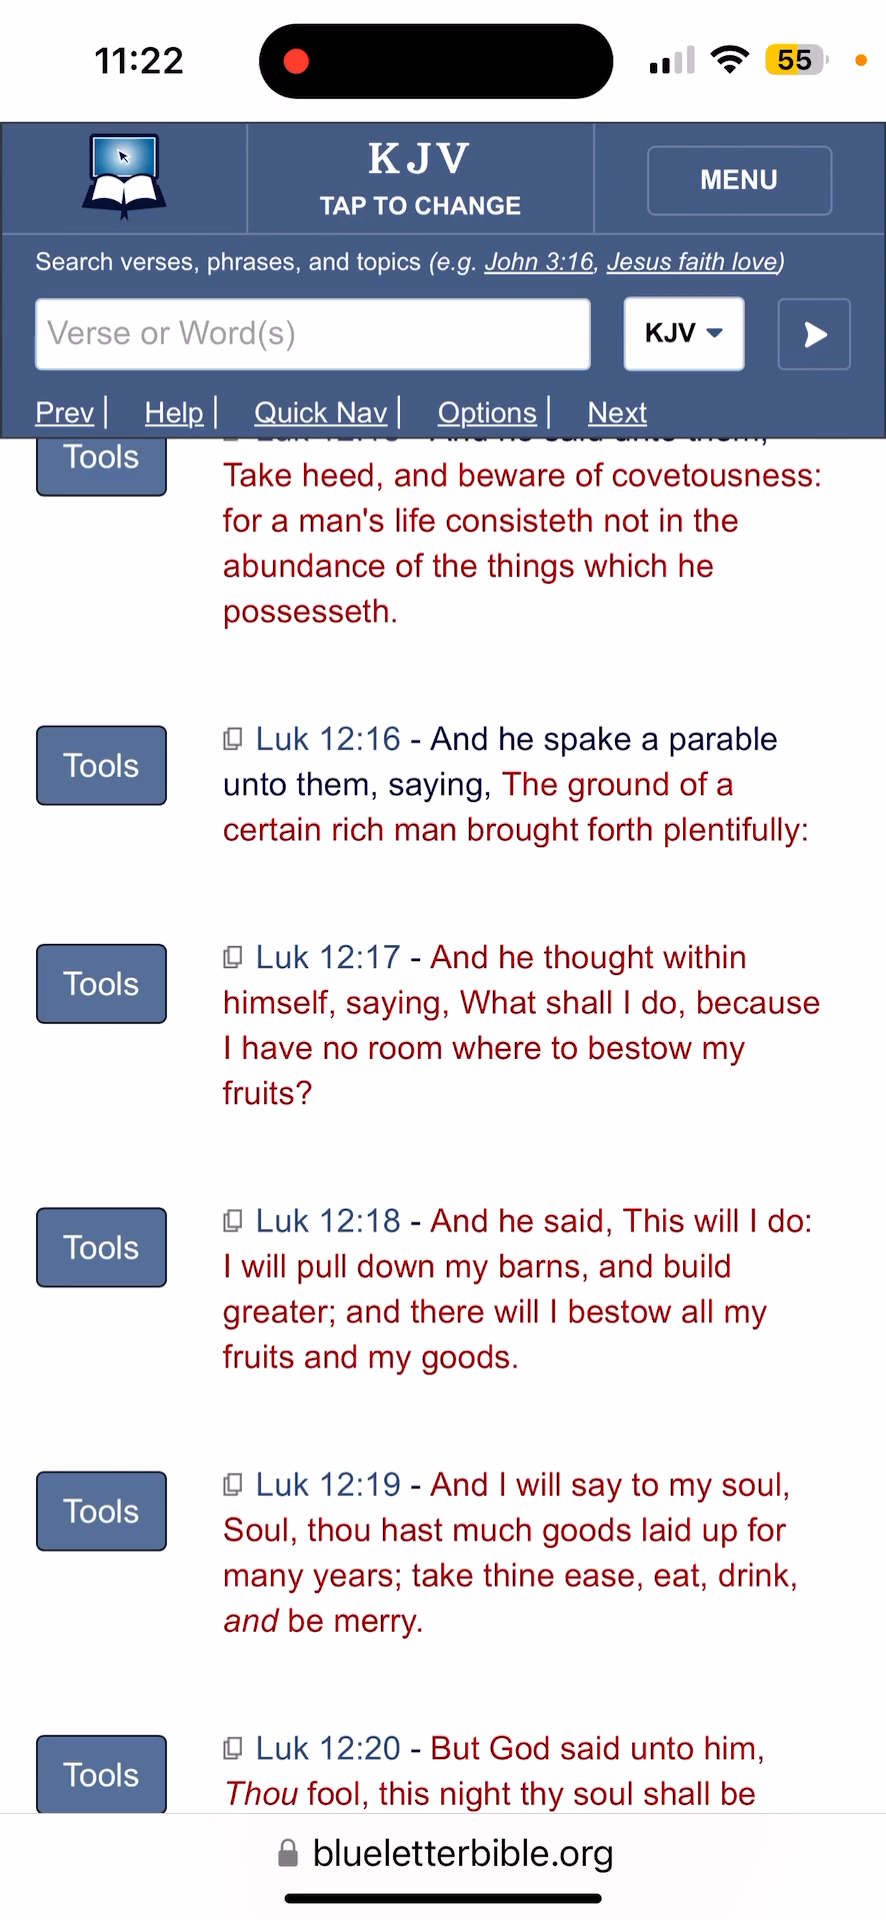 11:22
55
KJV
TAP TO CHANGE
MENU
Search verses, phrases, and topics (e.g. John 3:16, Jesus faith love)
Verse or Word(s)
KJV
Prev | Help | Quick Nav | Options | Next
Tools
Take heed, and beware of covetousness:
for a man's life consisteth not in the
abundance of the things which he
possesseth.
Tools
Luk 12:16 - And he spake a parable
unto them, saying, The ground of a
certain rich man brought forth plentifully:
Tools
Luk 12:17 - And he thought within
himself, saying, What shall I do, because
I have no room where to bestow my
fruits?
Tools
Luk 12:18 - And he said, This will I do:
I will pull down my barns, and build
greater; and there will I bestow all my
fruits and my goods.
Tools
Luk 12:19 - And I will say to my soul,
Soul, thou hast much goods laid up for
many years; take thine ease, eat, drink,
and be merry.
Tools
Luk 12:20 - But God said unto him,
Thou fool, this night thy soul shall be
blueletterbible.org